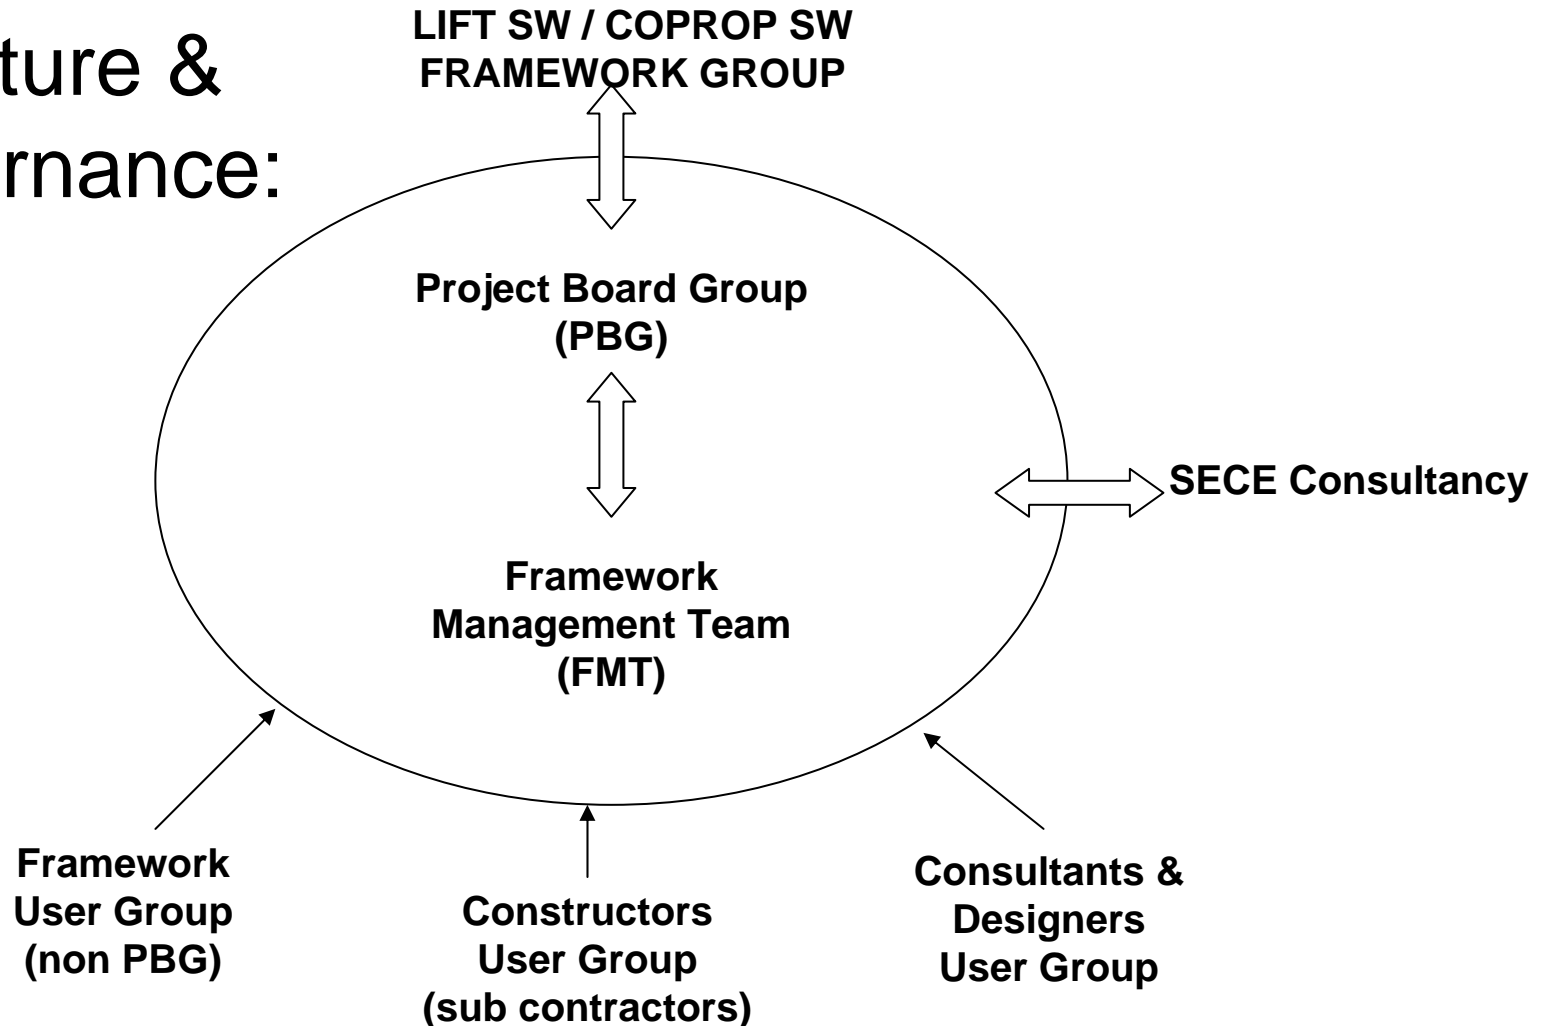 ture &
rnance:
LIFT SW / COPROP SW
FRAMEWORK GROUP
Project Board Group
(PBG)
SECE Consultancy
Framework
Management Team
(FMT)
Framework
User Group
(non PBG)
Constructors
User Group
(sub contractors)
Consultants &
Designers
User Group